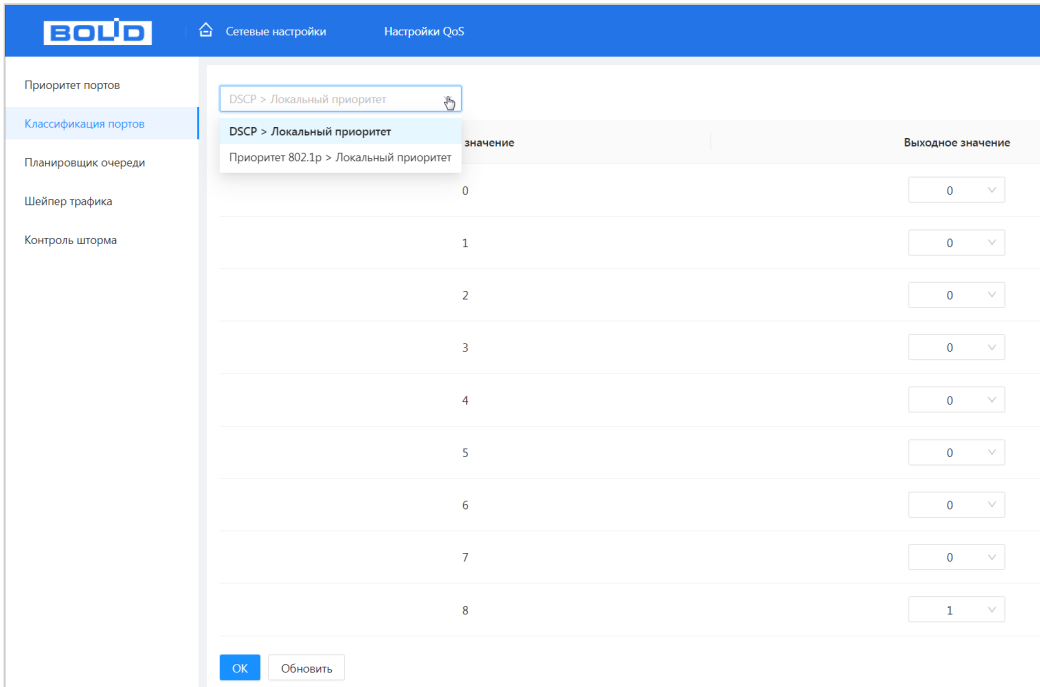 BOLID
Сетевые настройки
Настройки QoS
Приоритет портов
Классификация портов
Планировщик очереди
Шейпер трафика
Контроль шторма
DSCP > Локальный приоритет
DSCP > Локальный приоритет
Приоритет 802.1p > Локальный приоритет
значение Выходное значение
0 0
1 0
2 0
3 0
4 0
5 0
6 0
7 0
8 1
OK Обновить